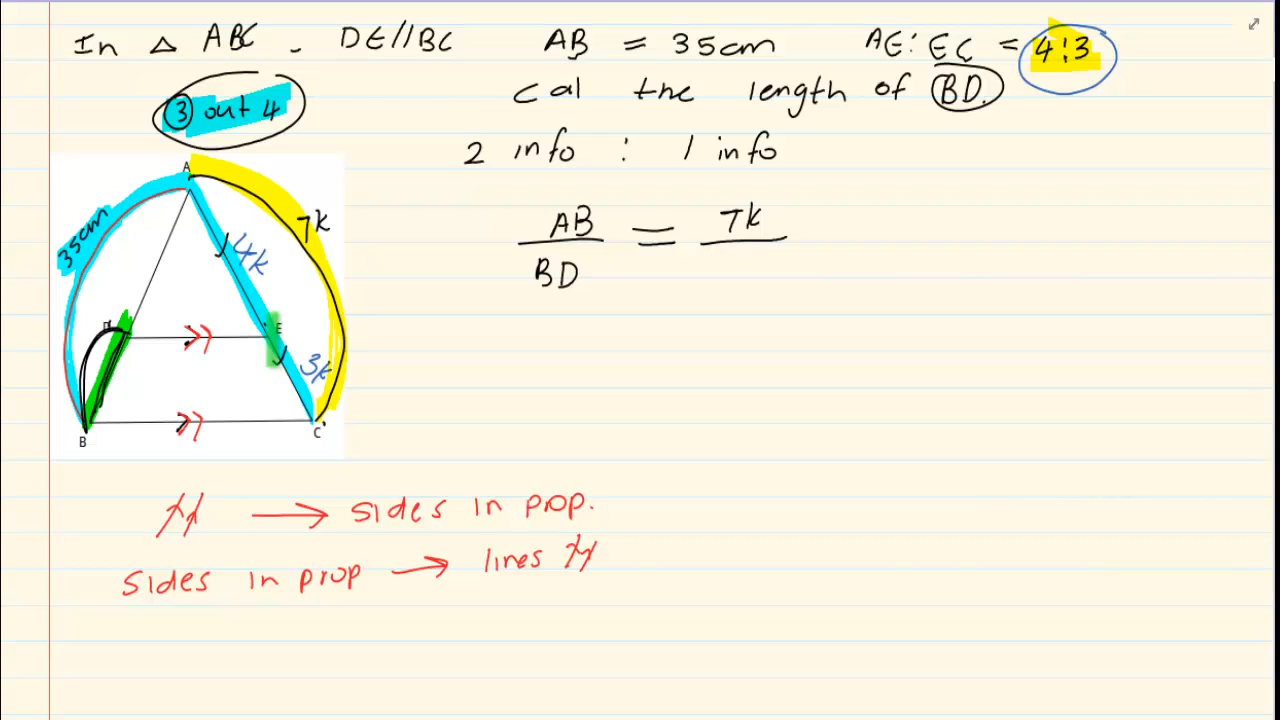 In △ ABC - DE//BC AB = 35cm AE:EC = 4:3
3 out 4
cal the length of BD.
2 info : 1 info
A
35cm
7k
4k
AB/BD = 7k/
D
E
3k
B
C
// → sides in prop.
sides in prop → lines //